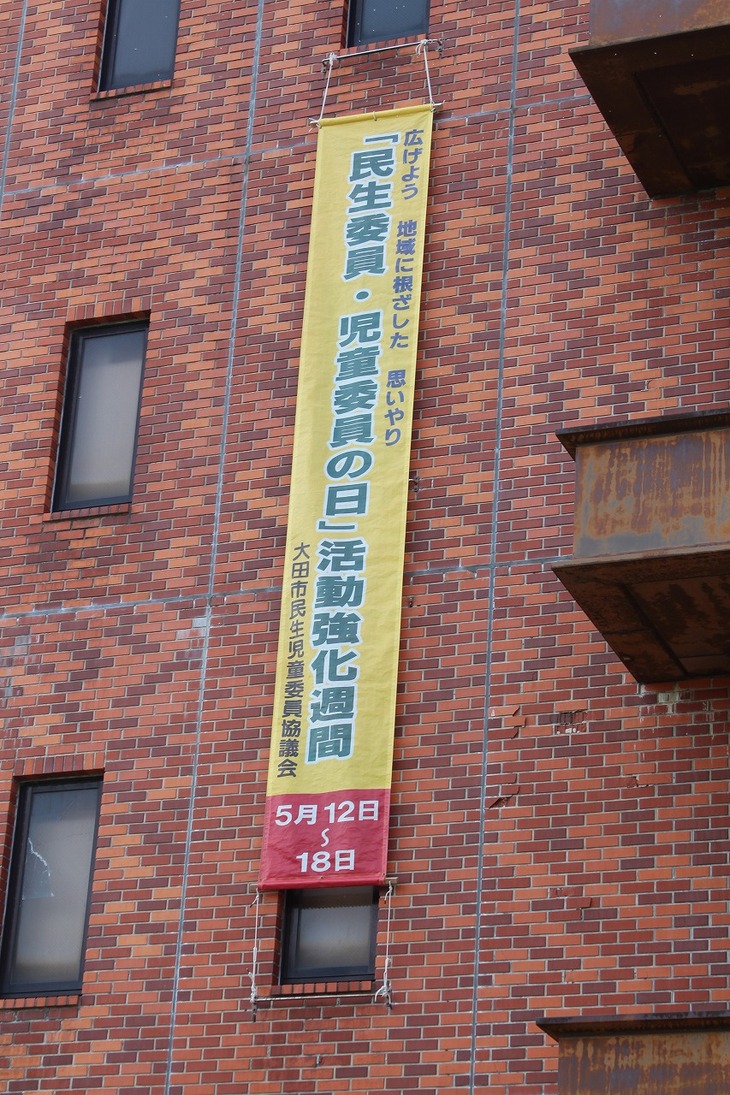 広げよう 地域に根ざした 思いやり
「民生委員・児童委員の日」活動強化週間
大田市民生児童委員協議会
5月12日
〜
18日